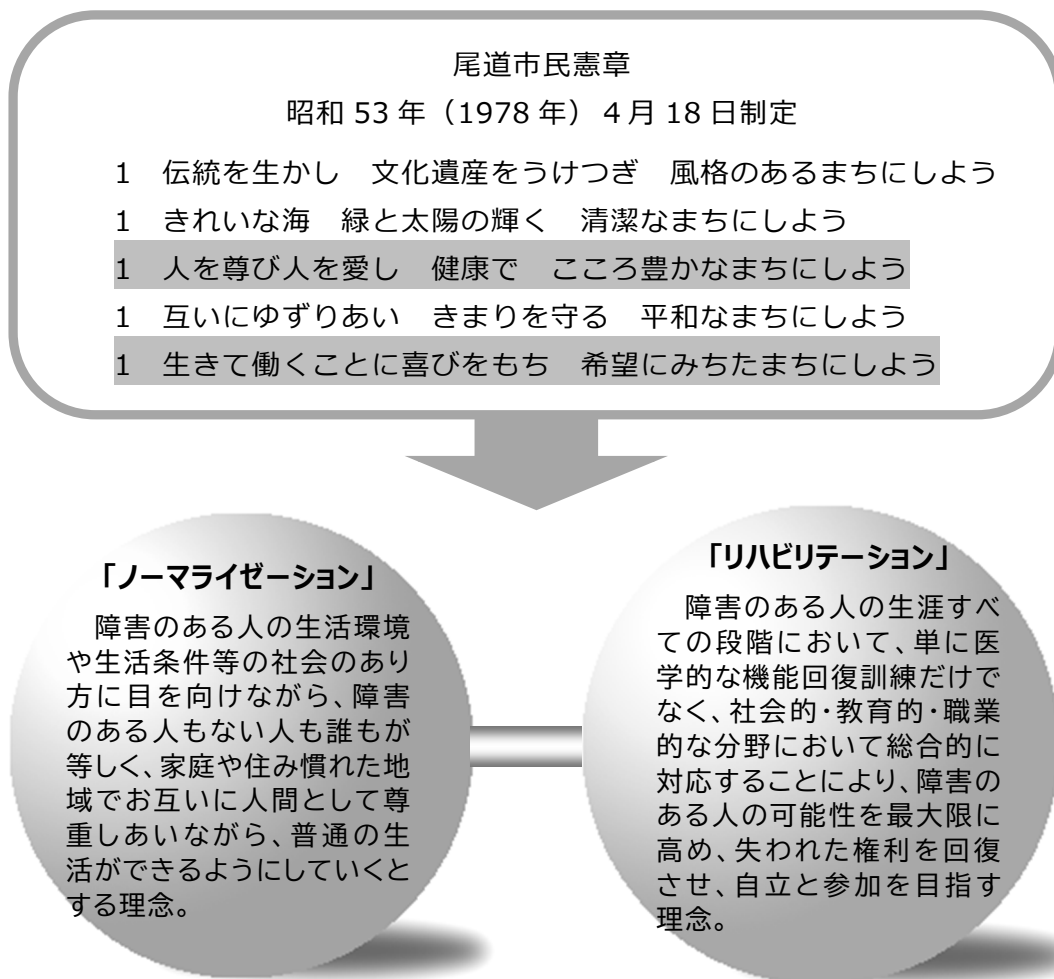 尾道市民憲章
昭和 53 年（1978 年）４月 18 日制定
1　伝統を生かし　文化遺産をうけつぎ　風格のあるまちにしよう
1　きれいな海　緑と太陽の輝く　清潔なまちにしよう
1　人を尊び人を愛し　健康で　こころ豊かなまちにしよう
1　互いにゆずりあい　きまりを守る　平和なまちにしよう
1　生きて働くことに喜びをもち　希望にみちたまちにしよう
「ノーマライゼーション」
障害のある人の生活環境
や生活条件等の社会のあり
方に目を向けながら、障害
のある人もない人も誰もが
等しく、家庭や住み慣れた地
域でお互いに人間として尊
重しあいながら、普通の生
活ができるようにしていくと
する理念。
「リハビリテーション」
障害のある人の生涯すべ
ての段階において、単に医
学的な機能回復訓練だけで
なく、社会的・教育的・職業
的な分野において総合的に
対応することにより、障害の
ある人の可能性を最大限に
高め、失われた権利を回復
させ、自立と参加を目指す
理念。